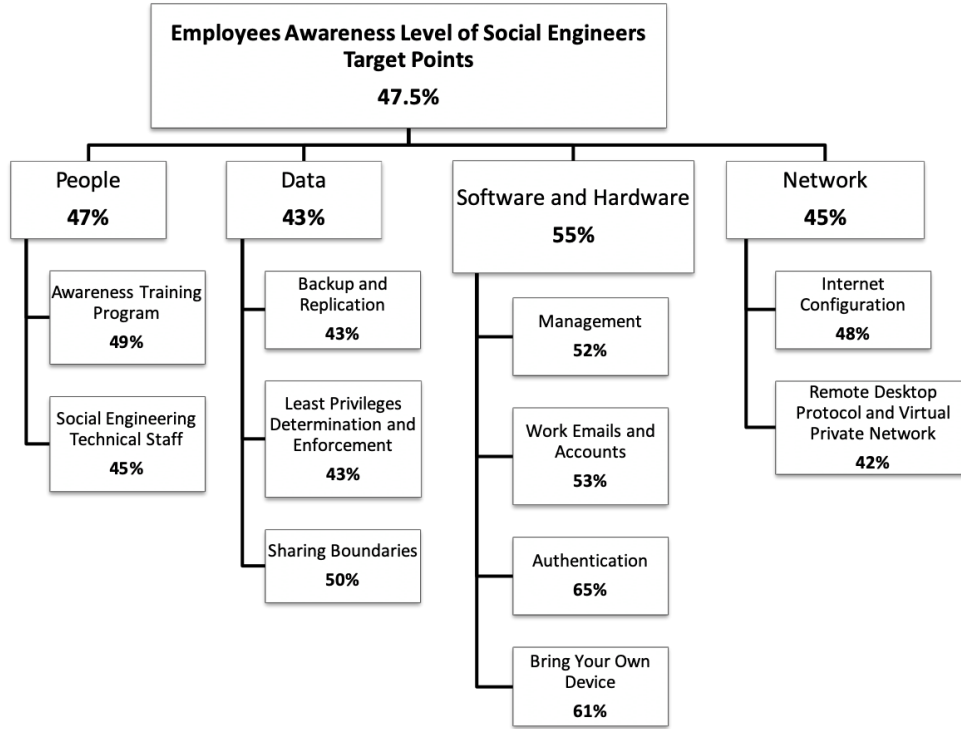 Employees Awareness Level of Social Engineers
Target Points
47.5%
People
47%
Awareness Training
Program
49%
Social Engineering
Technical Staff
45%
Data
43%
Backup and
Replication
43%
Least Privileges
Determination and
Enforcement
43%
Sharing Boundaries
50%
Software and Hardware
55%
Management
52%
Work Emails and
Accounts
53%
Authentication
65%
Bring Your Own
Device
61%
Network
45%
Internet
Configuration
48%
Remote Desktop
Protocol and Virtual
Private Network
42%